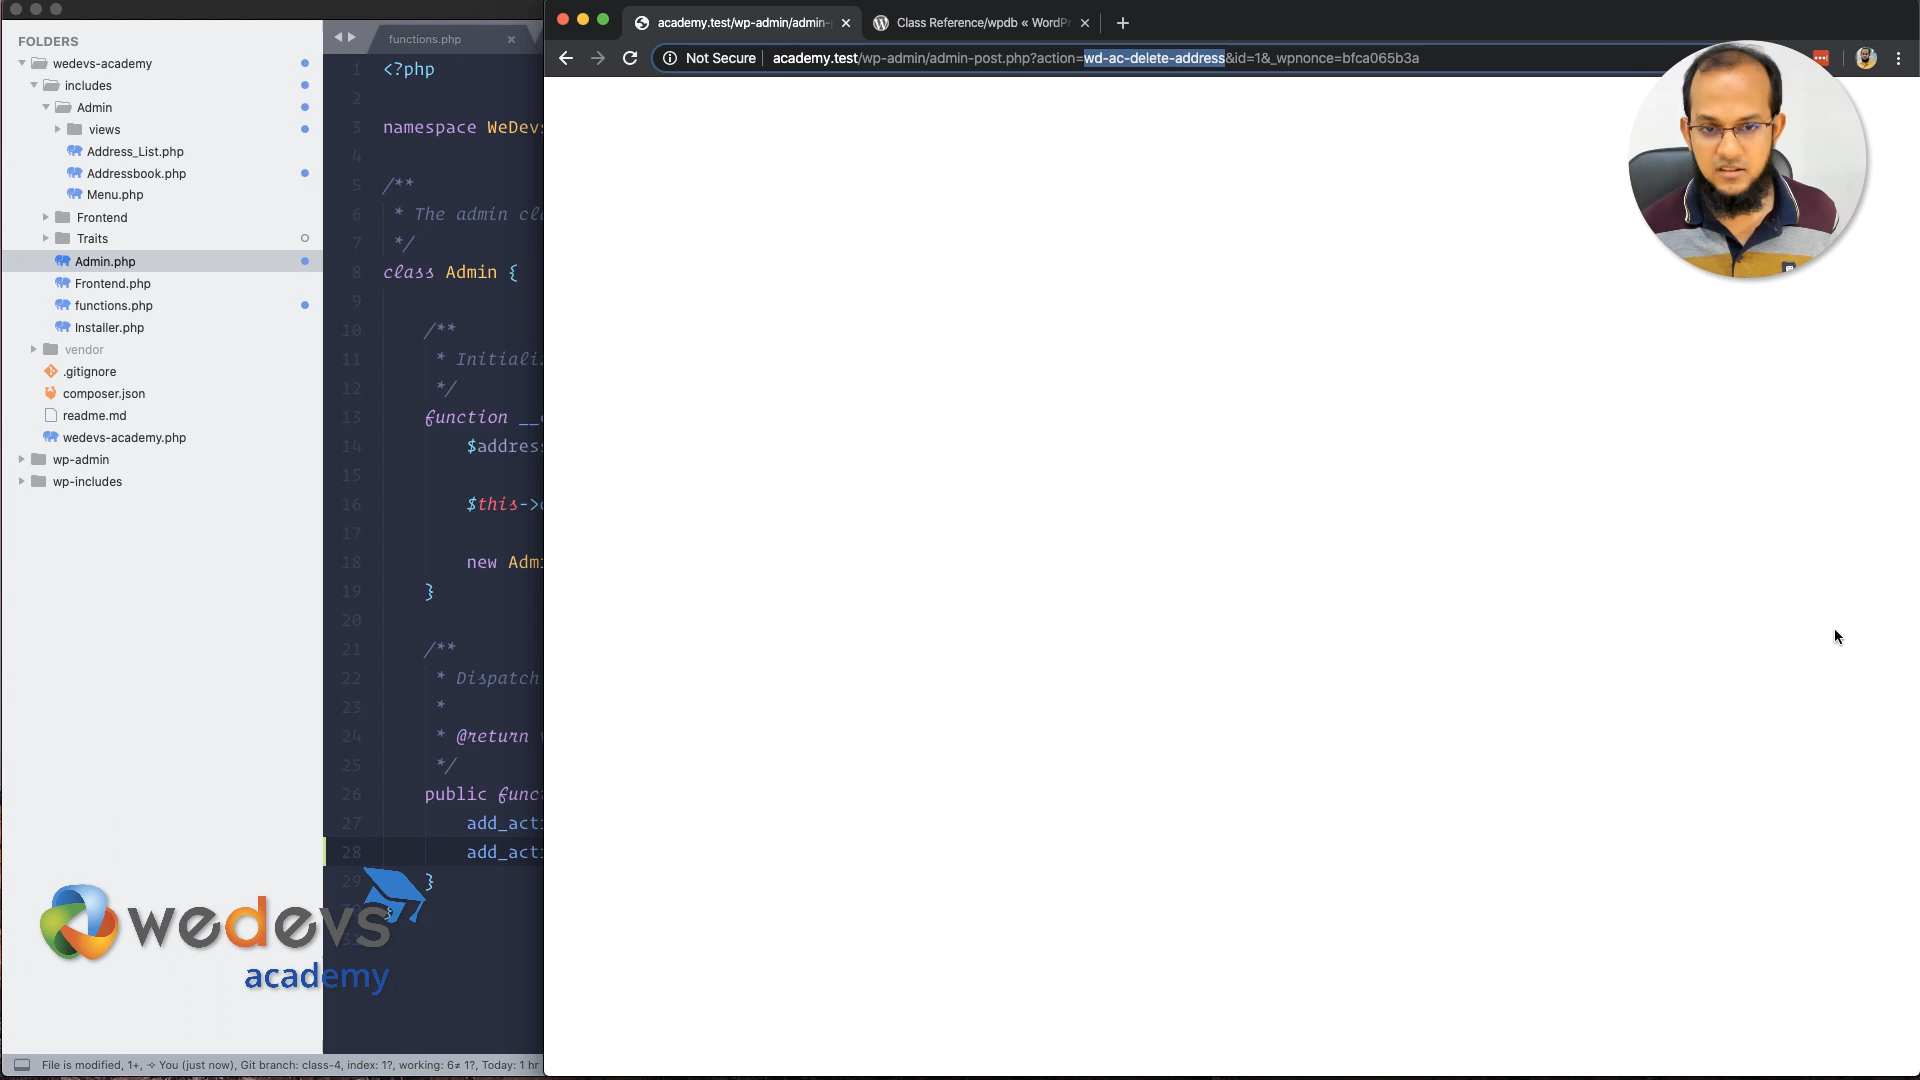 FOLDERS
wedevs-academy
includes
Admin
views
Address_List.php
Addressbook.php
Menu.php
Frontend
Traits
Admin.php
Frontend.php
functions.php
Installer.php
vendor
.gitignore
composer.json
readme.md
wedevs-academy.php
wp-admin
wp-includes
wedevs
academy
File is modified, 1+, You (just now), Git branch: class-4, index: 1?, working: 6≠ 1?, Today: 1 hr
functions.php
1 <?php
2
3 namespace WeDevs
4
5 /**
6 * The admin cl
7 */
8 class Admin {
9
10 /**
11 * Initiali
12 */
13 function __
14 $address
15
16 $this->
17
18 new Adm
19 }
20
21 /**
22 * Dispatch
23 *
24 * @return
25 */
26 public func
27 add_acti
28 add_acti
29 }
academy.test/wp-admin/admin-
Class Reference/wpdb « WordPr
Not Secure academy.test/wp-admin/admin-post.php?action=wd-ac-delete-address&id=1&_wpnonce=bfca065b3a